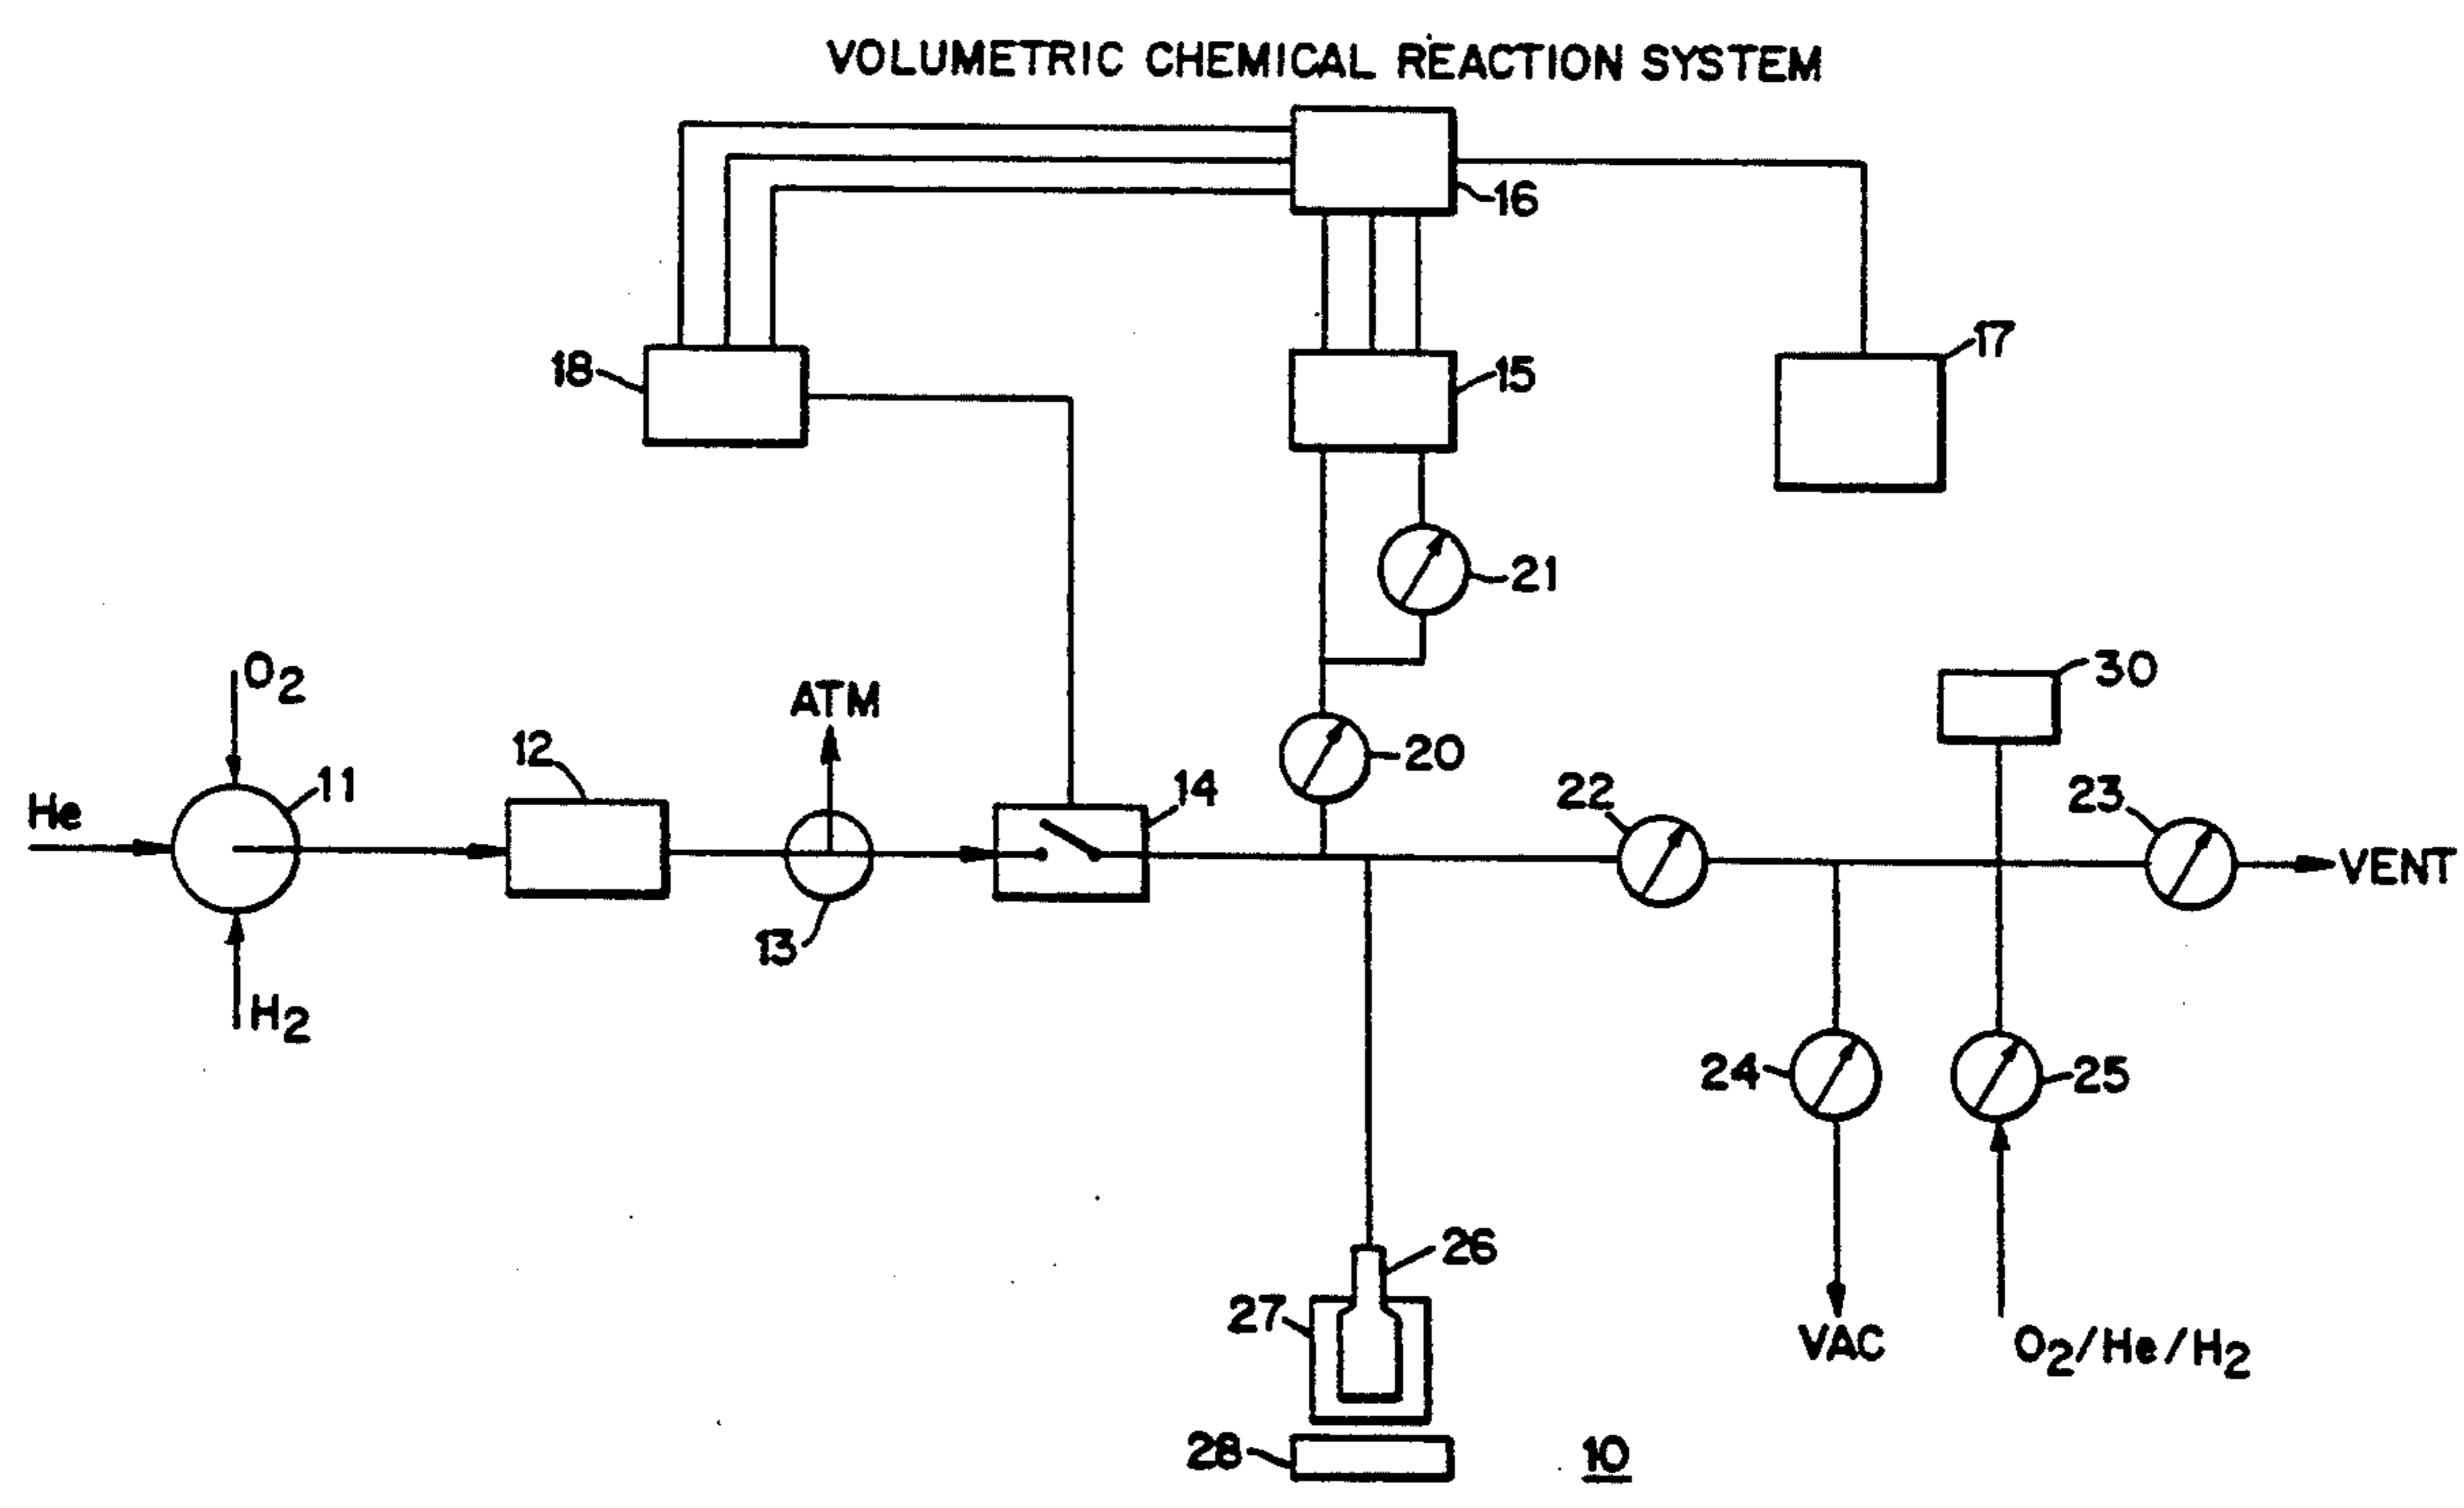 VOLUMETRIC CHEMICAL REACTION SYSTEM
16
18
15
17
21
O2
ATM
30
12
20
14
11
22
23
He
VENT
13
H2
24
25
26
27
VAC
O2/He/H2
28
10